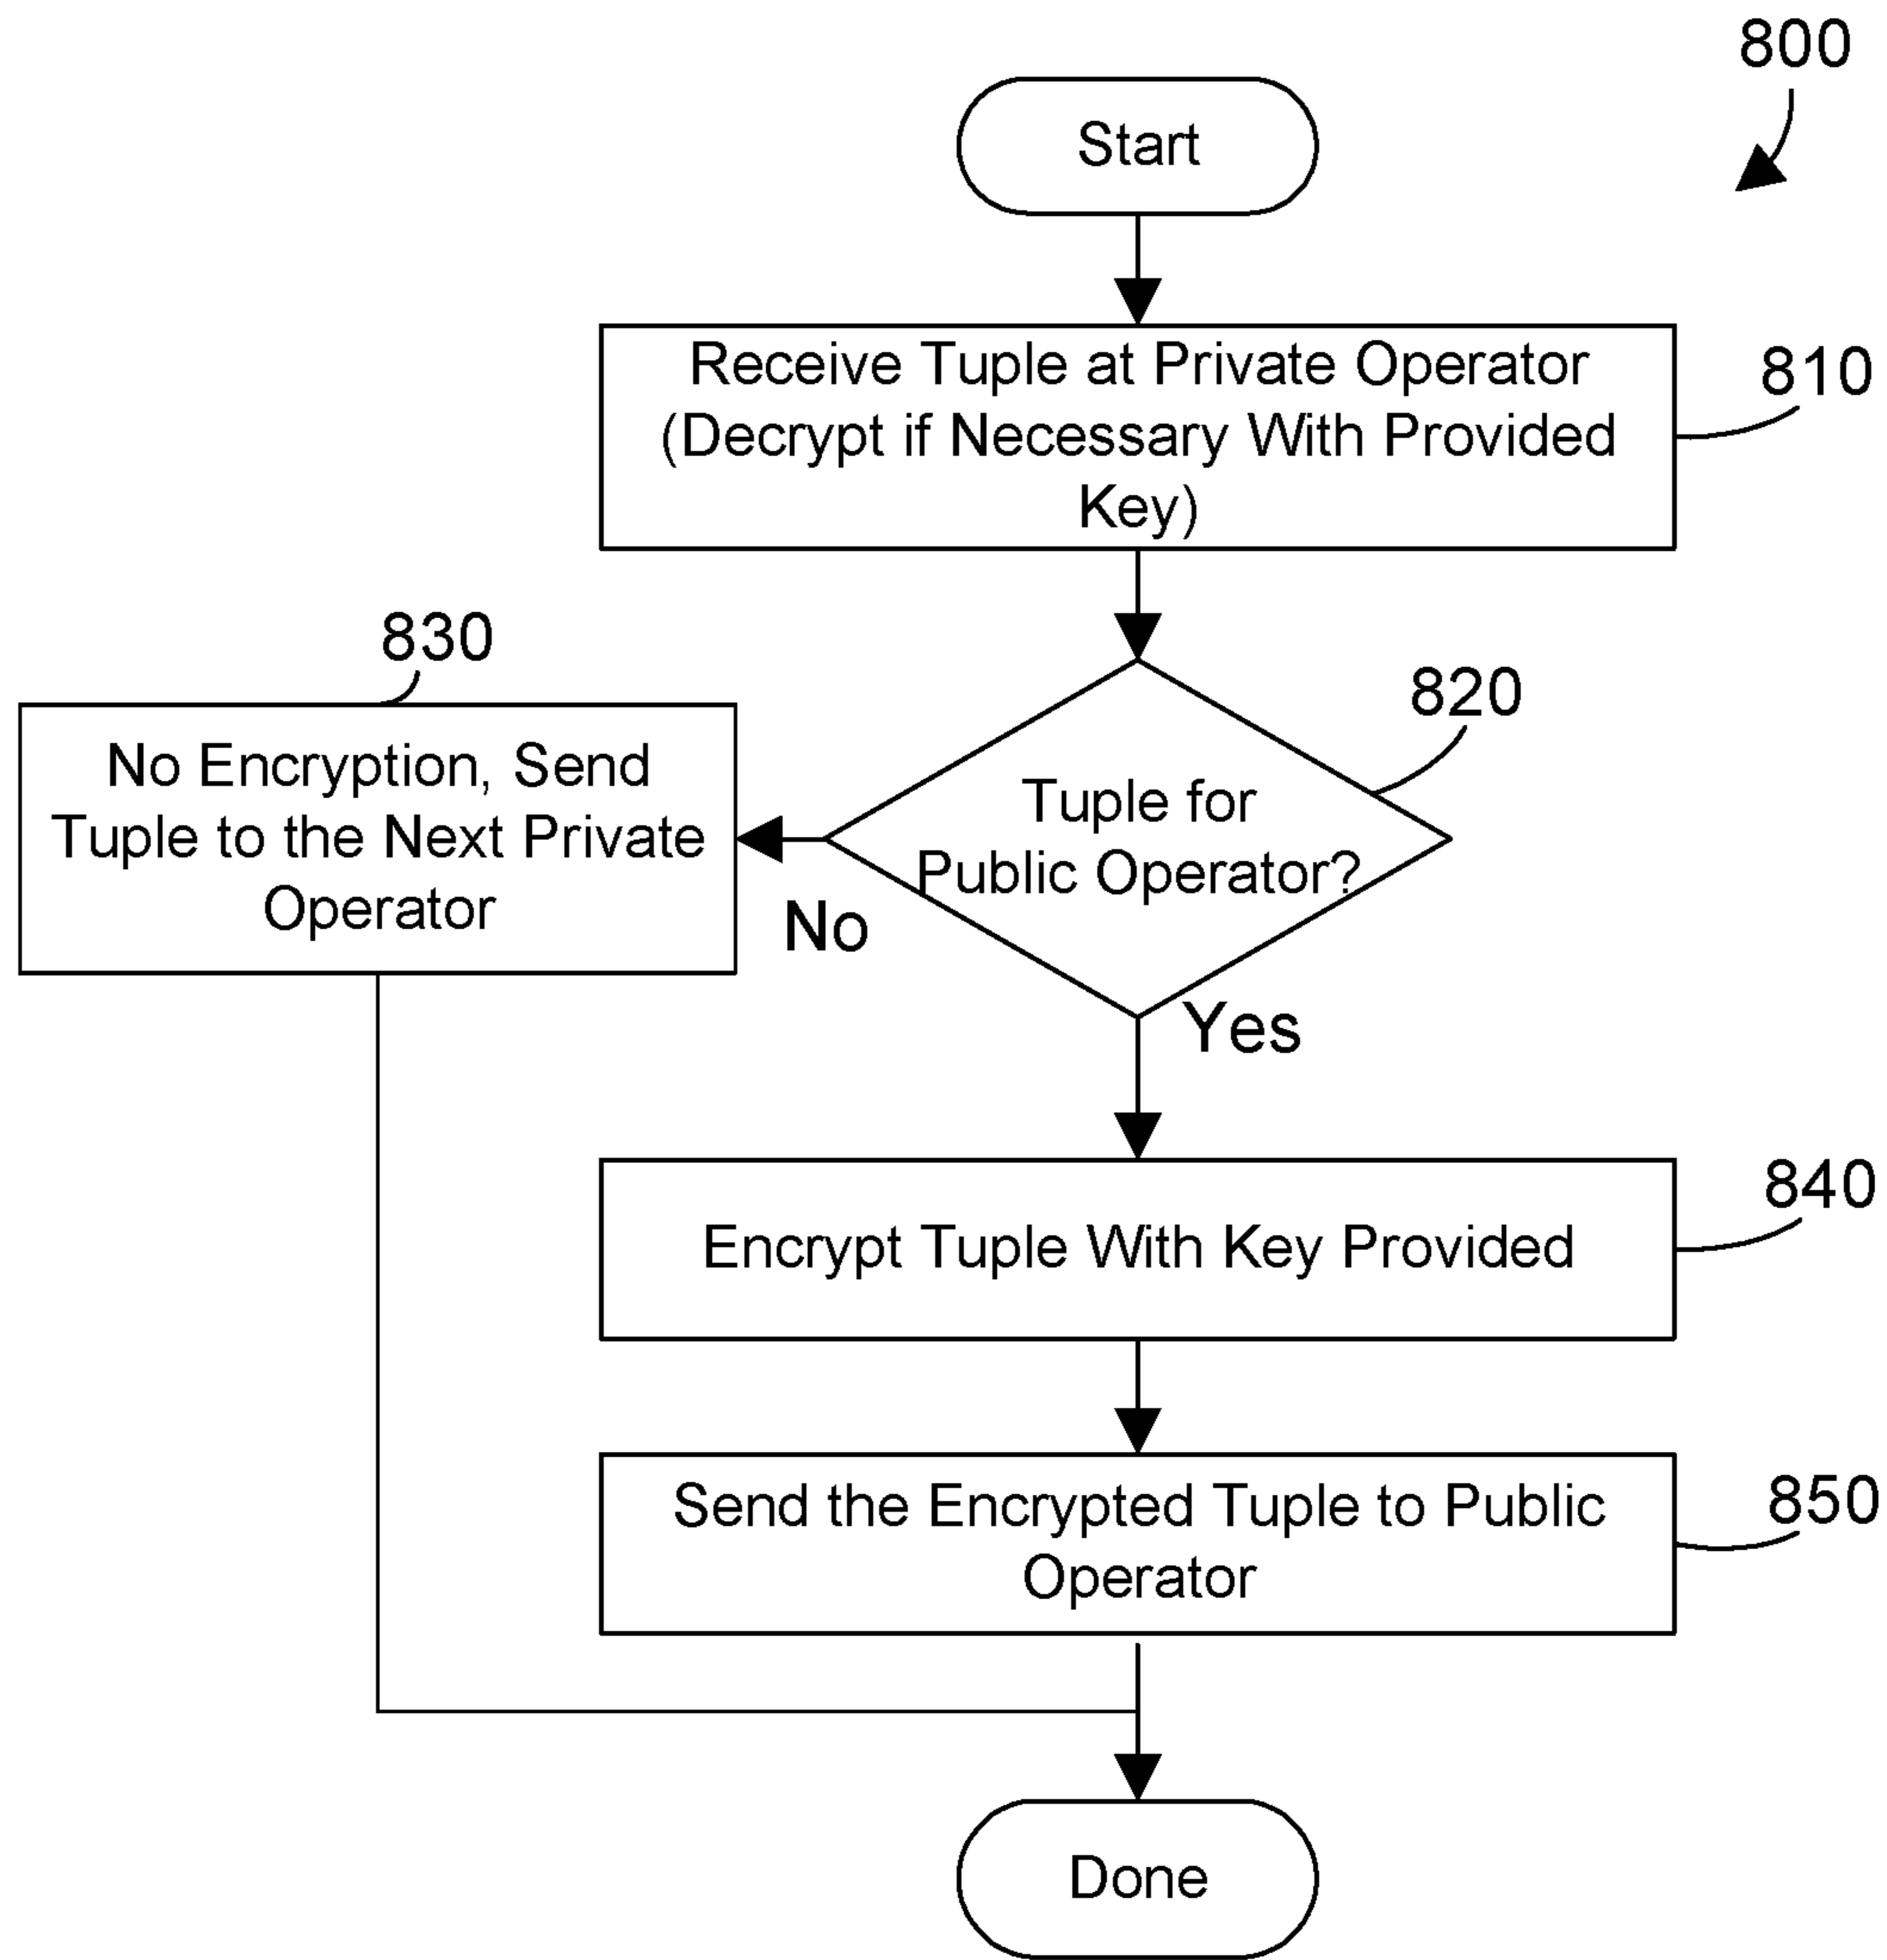 800
Start
Receive Tuple at Private Operator
(Decrypt if Necessary With Provided
Key)
810
830
No Encryption, Send
Tuple to the Next Private
Operator
820
Tuple for
Public Operator?
No
Yes
840
Encrypt Tuple With Key Provided
850
Send the Encrypted Tuple to Public
Operator
Done